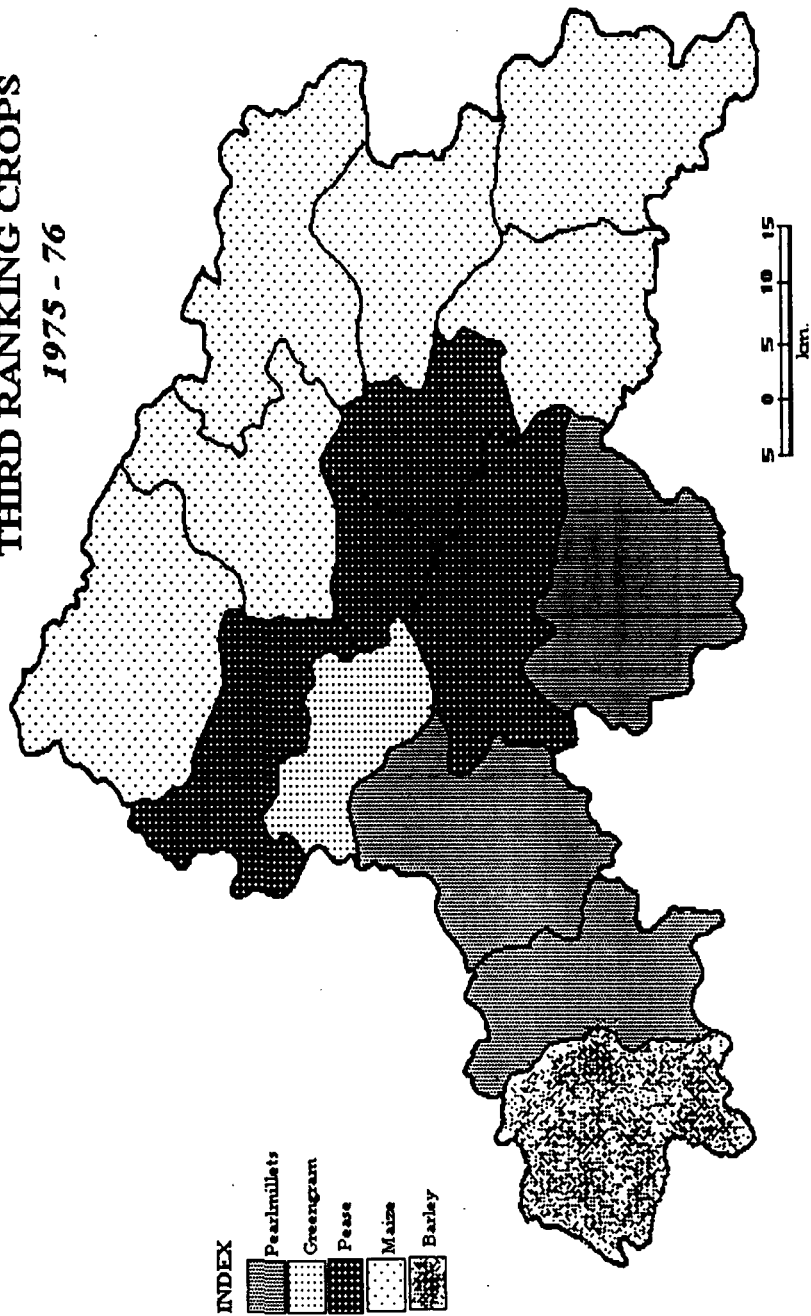 THIRD RANKING CROPS
1975 - 76
INDEX
Pearlmillets
Greengram
Pease
Maize
Barley
5 0 5 10 15
km.